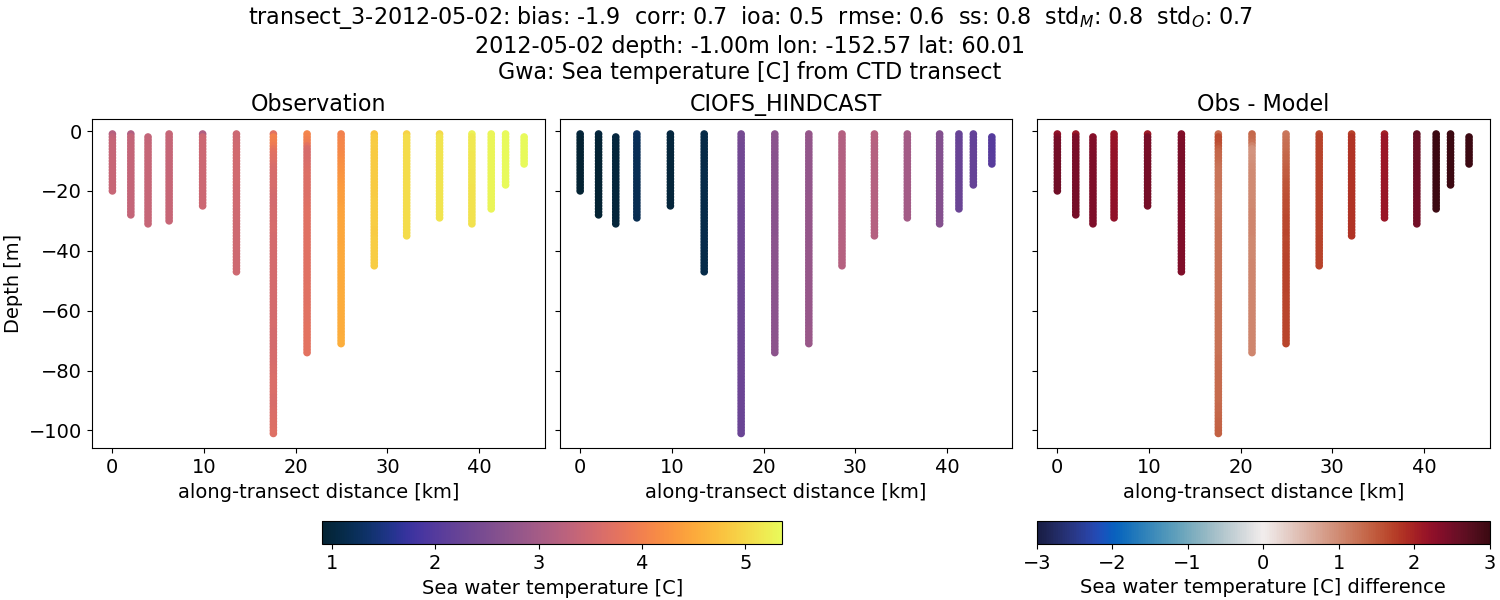 transect_3-2012-05-02: bias: -1.9 corr: 0.7 ioa: 0.5 rmse: 0.6 ss: 0.8 std_M: 0.8 std_O: 0.7
2012-05-02 depth: -1.00m lon: -152.57 lat: 60.01
Gwa: Sea temperature [C] from CTD transect
Observation
CIOFS_HINDCAST
Obs - Model
Depth [m]
0
−20
−40
−60
−80
−100
0 10 20 30 40
0 10 20 30 40
0 10 20 30 40
along-transect distance [km]
along-transect distance [km]
along-transect distance [km]
1 2 3 4 5
Sea water temperature [C]
−3 −2 −1 0 1 2 3
Sea water temperature [C] difference